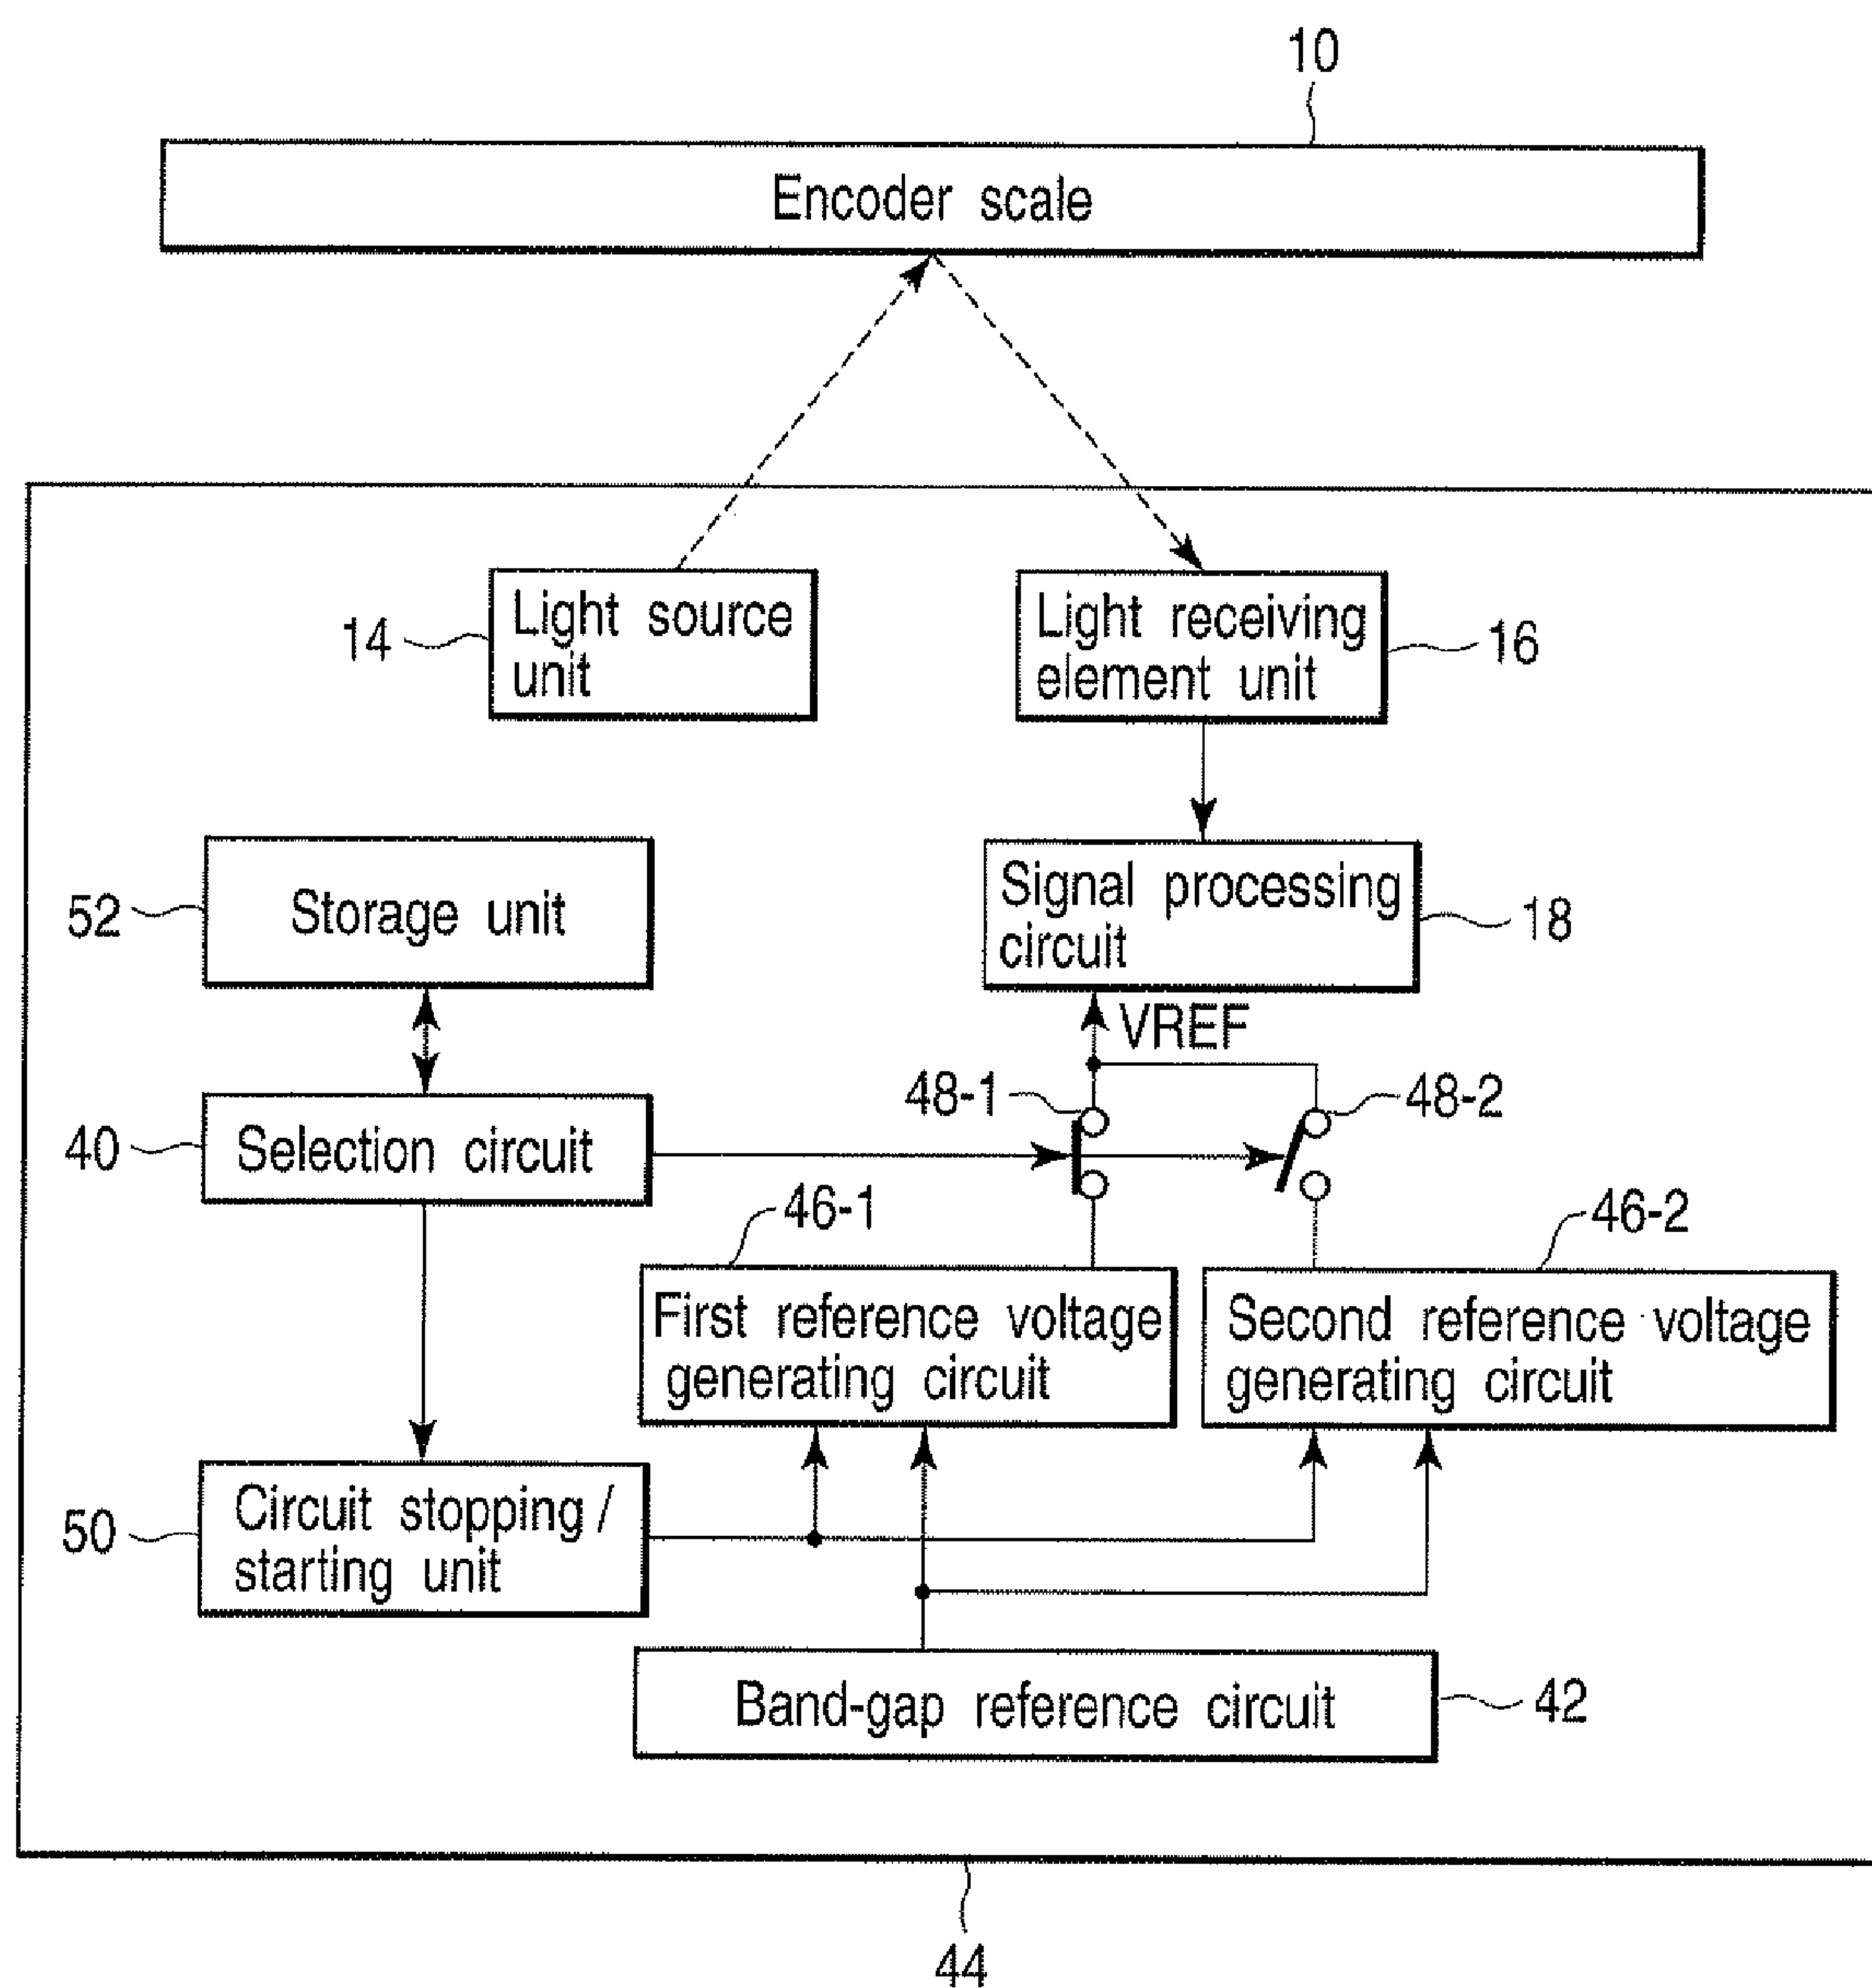 10
Encoder scale
14
Light source
unit
Light receiving
element unit
16
52
Storage unit
Signal processing
circuit
18
VREF
48-1
48-2
40
Selection circuit
46-1
46-2
First reference voltage
generating circuit
Second reference voltage
generating circuit
50
Circuit stopping/
starting unit
Band-gap reference circuit
42
44